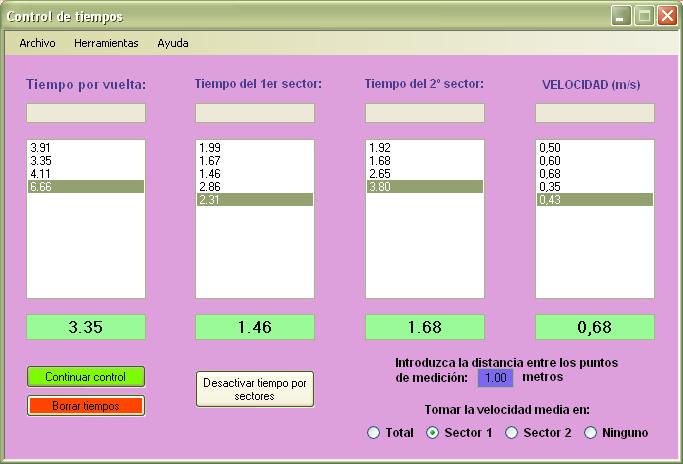 Control de tiempos
Archivo Herramientas Ayuda
Tiempo por vuelta:
3.91
3.35
4.11
6.66
3.35
Tiempo del 1er sector:
1.99
1.67
1.46
2.86
2.31
1.46
Tiempo del 2º sector:
1.92
1.68
2.65
3.80
1.68
VELOCIDAD (m/s)
0,50
0,60
0,68
0,35
0,43
0,68
Continuar control
Borrar tiempos
Desactivar tiempo por
sectores
Introduzca la distancia entre los puntos
de medición: 1.00 metros
Tomar la velocidad media en:
Total Sector 1 Sector 2 Ninguno